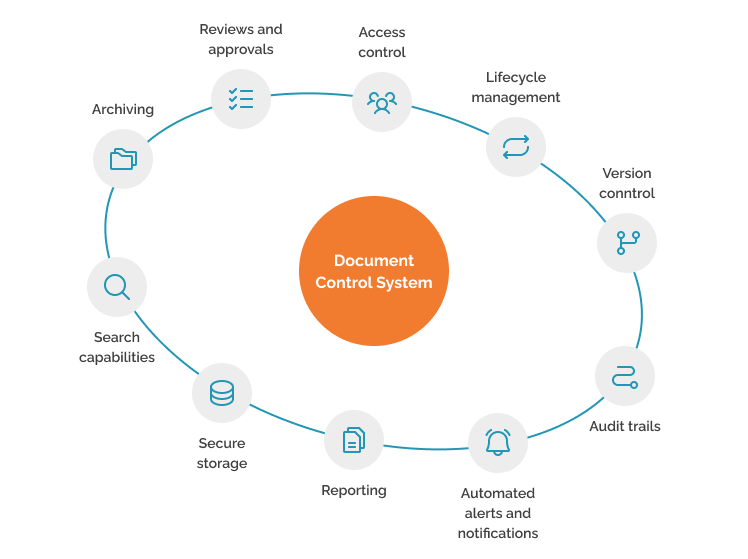 Reviews and
approvals
Access
control
Lifecycle
management
Archiving
Version
conntrol
Document
Control System
Search
capabilities
Audit trails
Secure
storage
Reporting
Automated
alerts and
notifications